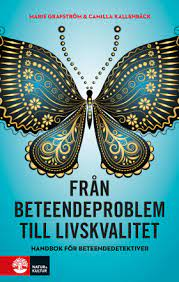 MARIE GRAFSTRÖM & CAMILLA KALLENBÄCK
FRÅN
BETEENDEPROBLEM
TILL LIVSKVALITET
HANDBOK FÖR BETEENDEDETEKTIVER
NATUR &
KULTUR